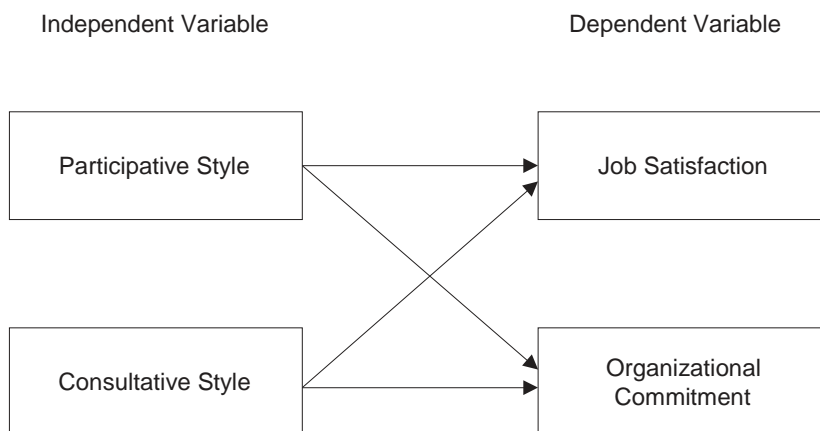 Independent Variable
Dependent Variable
Participative Style
Job Satisfaction
Consultative Style
Organizational
Commitment